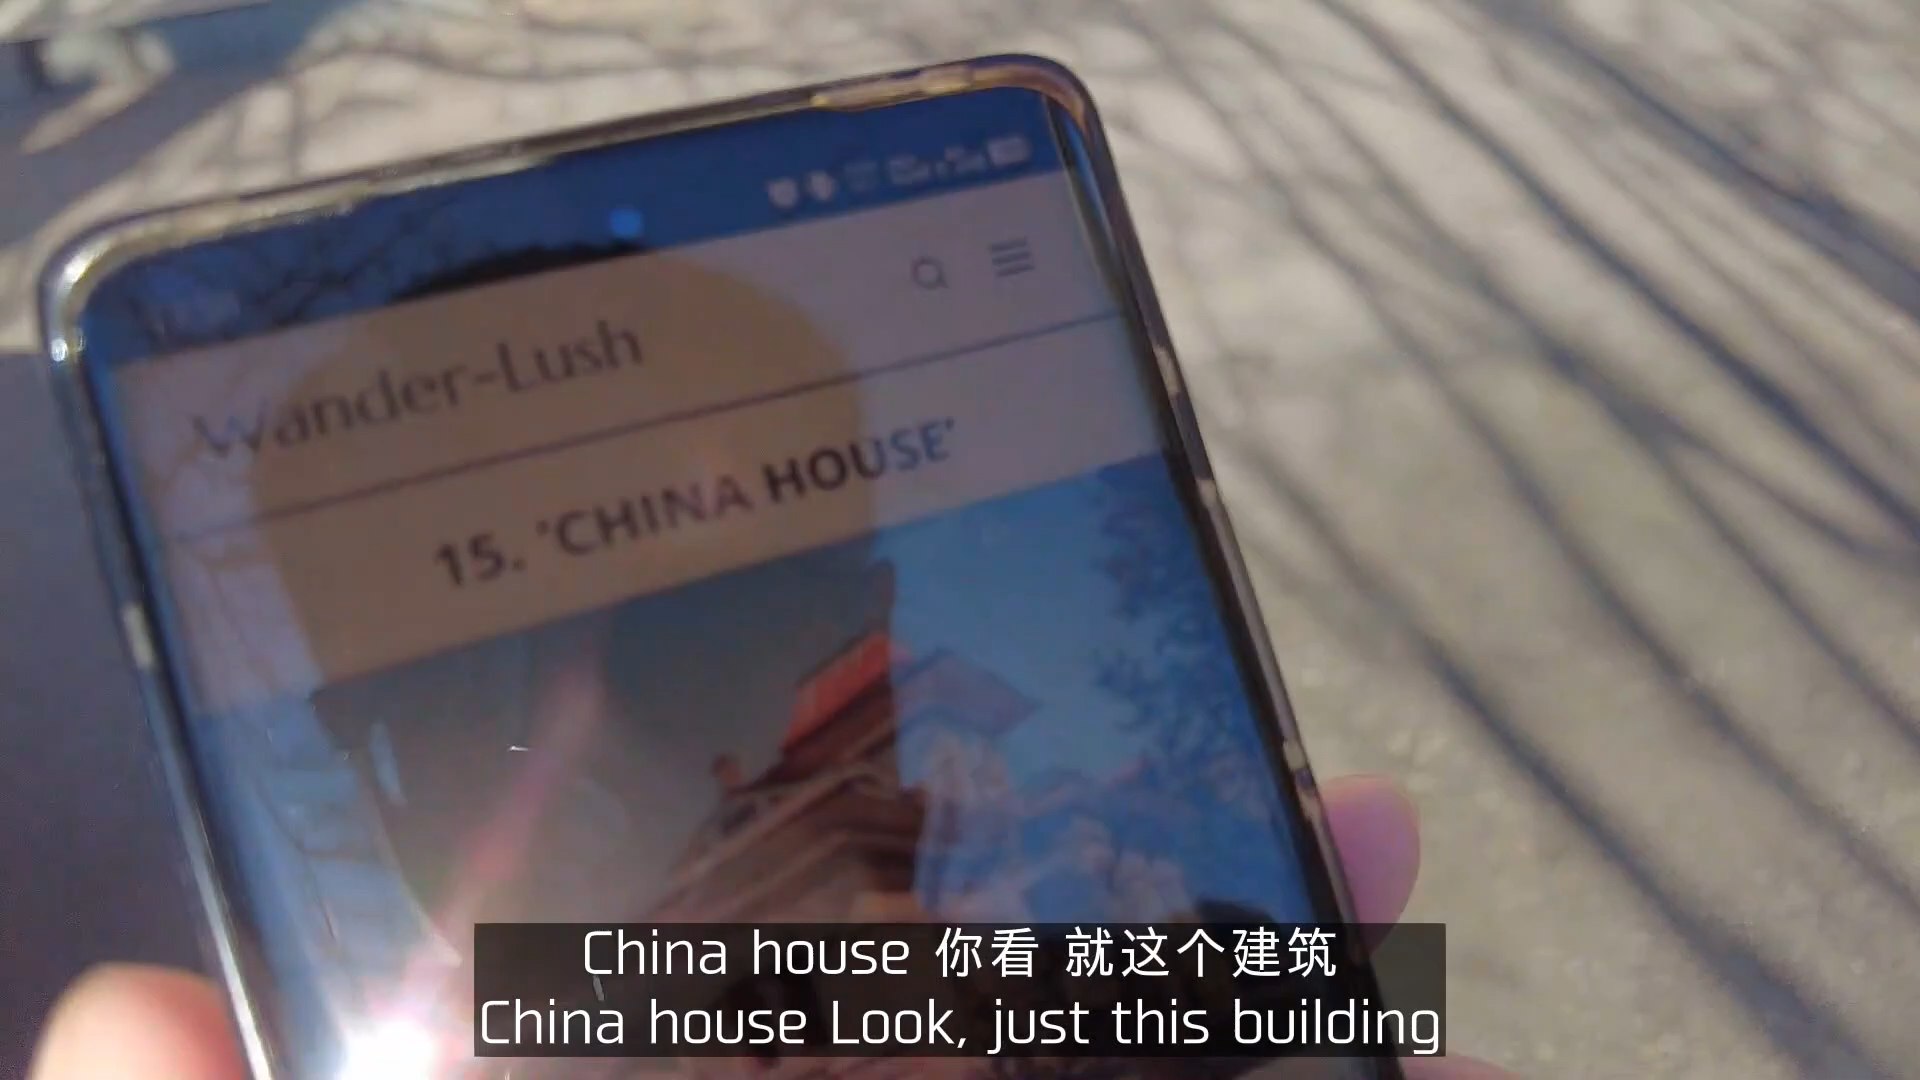 Wander-Lush
15. 'CHINA HOUSE'
China house 你看 就这个建筑
China house Look, just this building